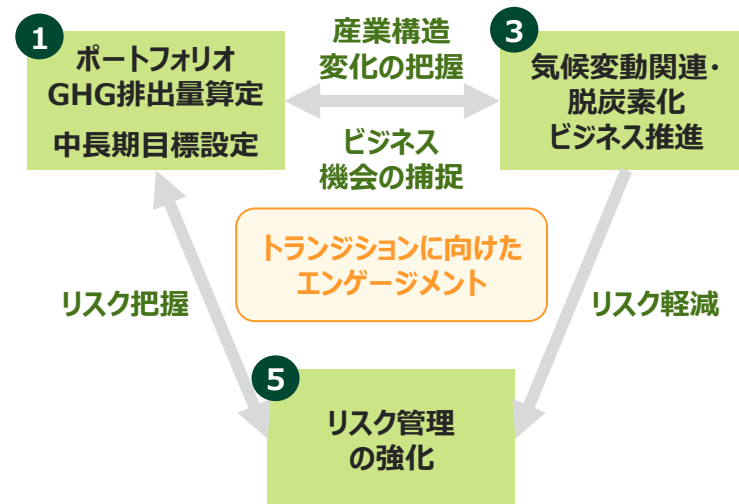 1
ポートフォリオ
GHG排出量算定
中長期目標設定
産業構造
変化の把握
ビジネス
機会の捕捉
3
気候変動関連・
脱炭素化
ビジネス推進
トランジションに向けた
エンゲージメント
リスク把握
リスク軽減
5
リスク管理
の強化